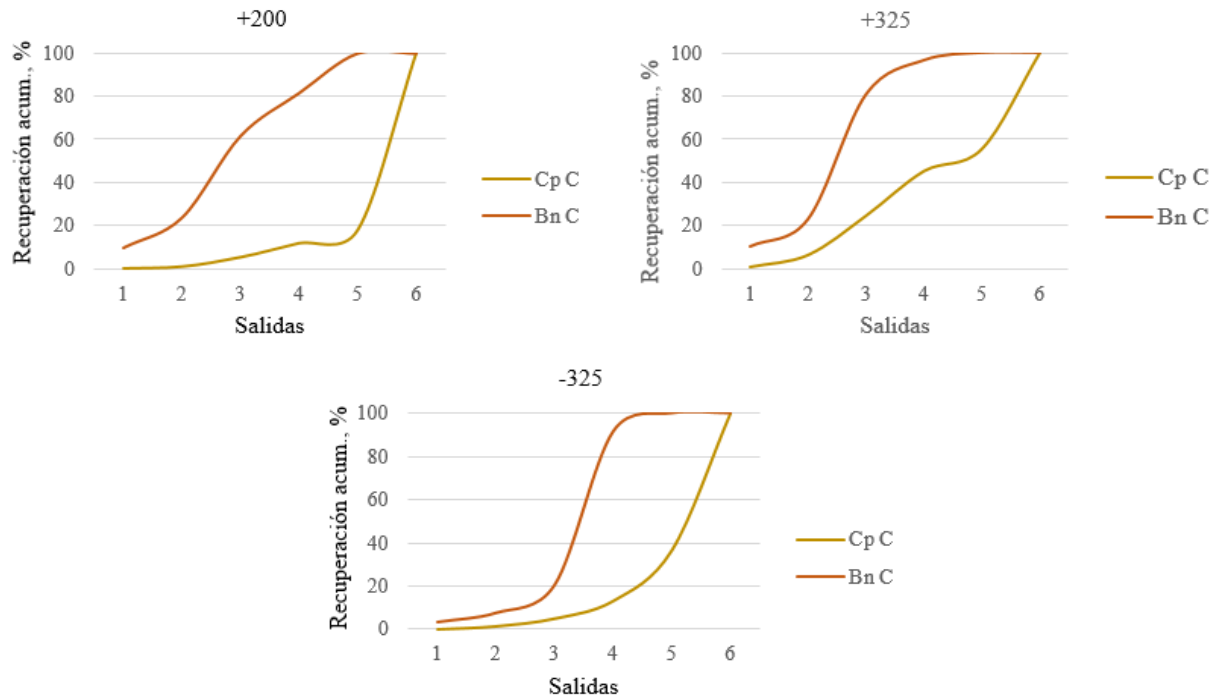 +200
Recuperación acum., %
100
80
60
40
20
0
1 2 3 4 5 6
Salidas
Cp C
Bn C
+325
Recuperación acum., %
100
80
60
40
20
0
1 2 3 4 5 6
Salidas
Cp C
Bn C
-325
Recuperación acum., %
100
80
60
40
20
0
1 2 3 4 5 6
Salidas
Cp C
Bn C